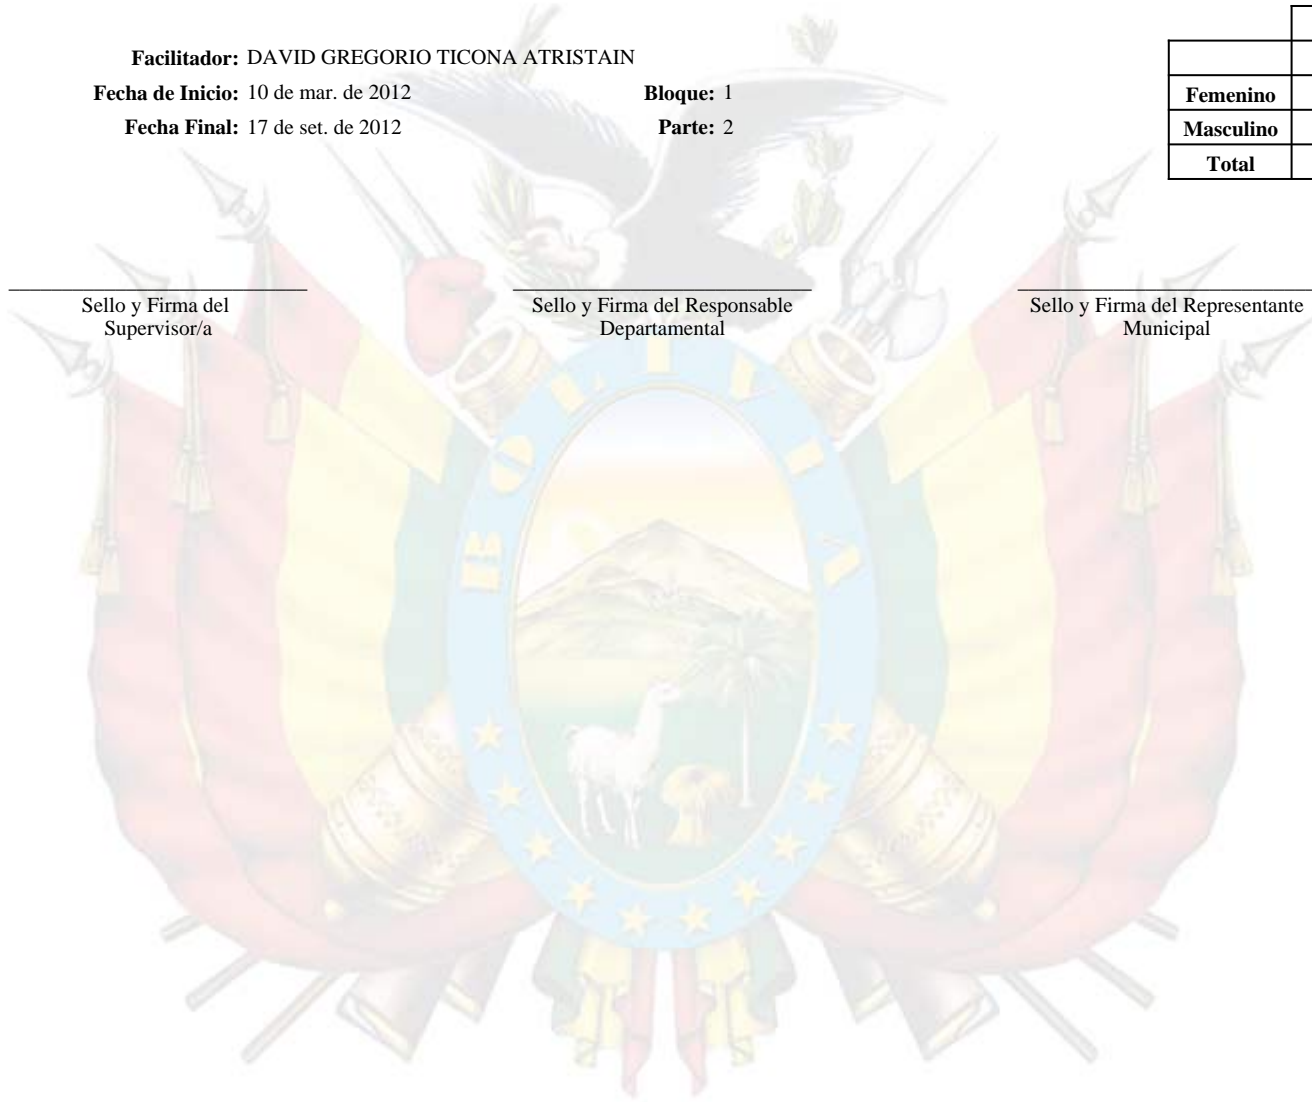 Facilitador: DAVID GREGORIO TICONA ATRISTAIN
Fecha de Inicio: 10 de mar. de 2012 Bloque: 1
Fecha Final: 17 de set. de 2012 Parte: 2
Femenino
Masculino
Total
Sello y Firma del
Supervisor/a
Sello y Firma del Responsable
Departamental
Sello y Firma del Representante
Municipal
BOLIVIA